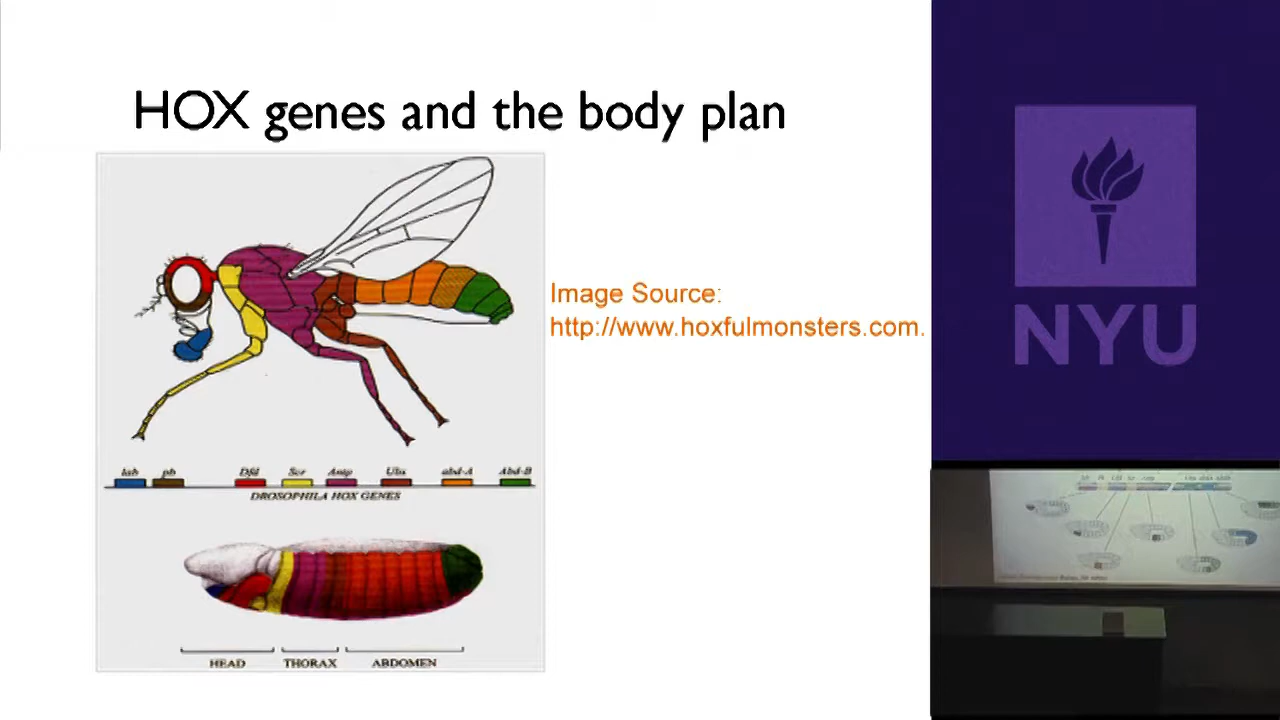 HOX genes and the body plan
Image Source:
http://www.hoxfulmonsters.com.
NYU
lab pb Dfd Scr Antp Ubx abd-A Abd-B
DROSOPHILA HOX GENES
HEAD THORAX ABDOMEN